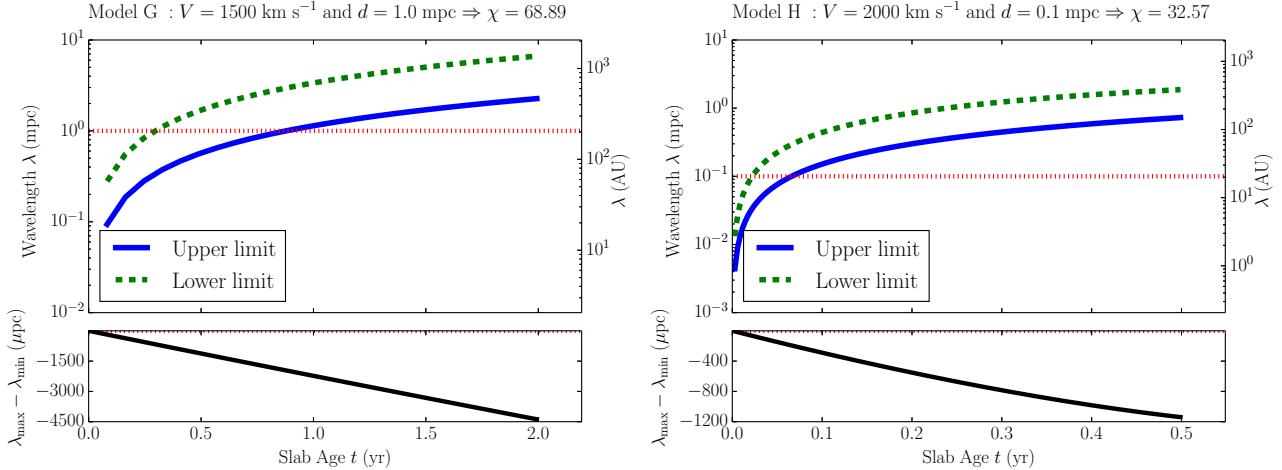 Model G : V = 1500 km s⁻¹ and d = 1.0 mpc ⇒ χ = 68.89
10¹
10⁰
10⁻¹
10⁻²
Wavelength λ (mpc)
10³
10²
10¹
λ (AU)
Upper limit
Lower limit
−1500
−3000
−4500
λmax − λmin (μpc)
0.0 0.5 1.0 1.5 2.0
Slab Age t (yr)
Model H : V = 2000 km s⁻¹ and d = 0.1 mpc ⇒ χ = 32.57
10¹
10⁰
10⁻¹
10⁻²
10⁻³
Wavelength λ (mpc)
10³
10²
10¹
10⁰
λ (AU)
Upper limit
Lower limit
−400
−800
−1200
λmax − λmin (μpc)
0.0 0.1 0.2 0.3 0.4 0.5
Slab Age t (yr)